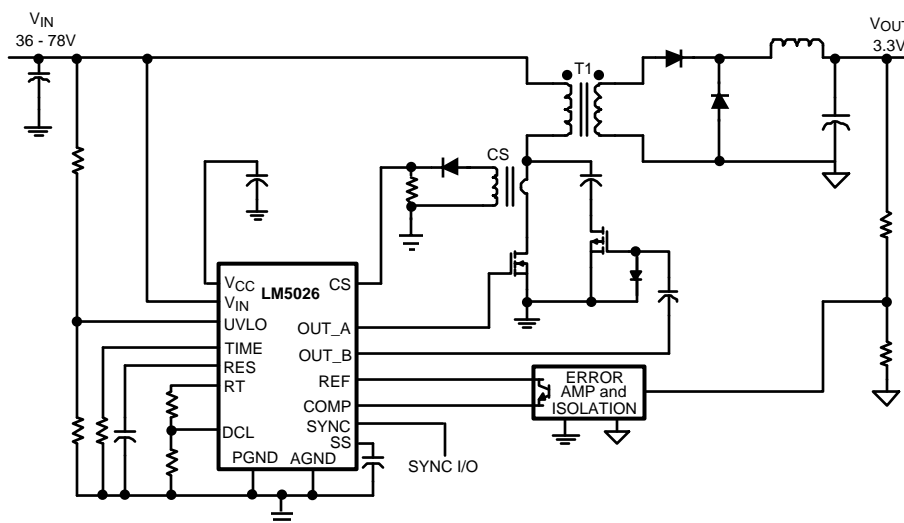 VIN
36 - 78V
VOUT
3.3V
T1
CS
VCC
LM5026
CS
VIN
UVLO
OUT_A
TIME
OUT_B
RES
REF
RT
COMP
DCL
SYNC
SS
PGND
AGND
SYNC I/O
ERROR
AMP and
ISOLATION